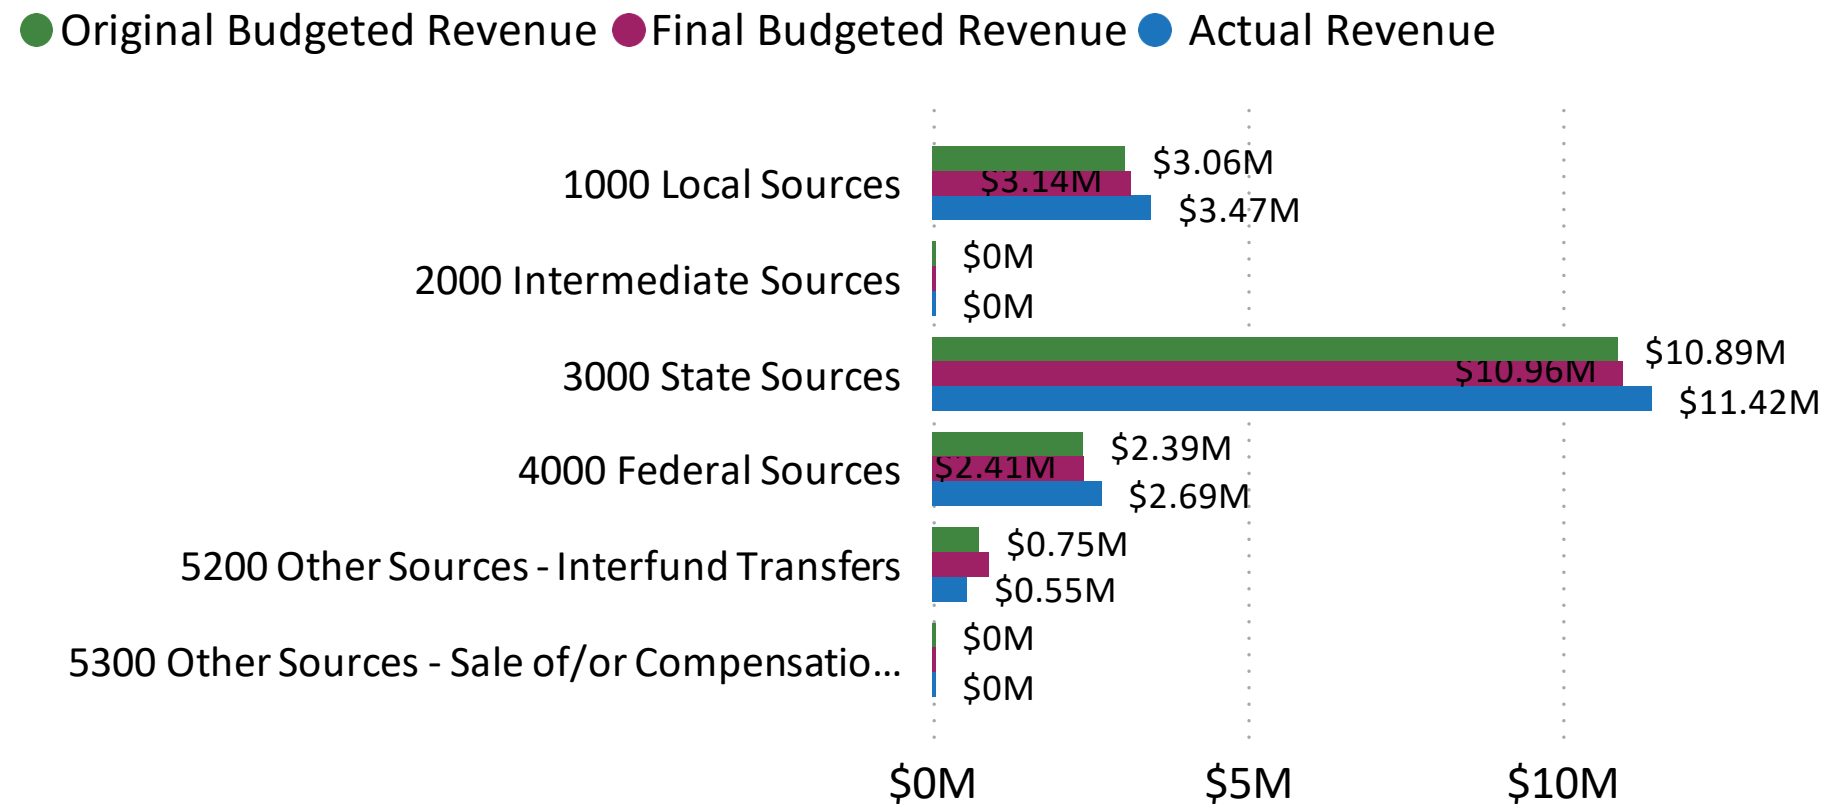 Original Budgeted Revenue Final Budgeted Revenue Actual Revenue
1000 Local Sources
$3.06M
$3.14M
$3.47M
2000 Intermediate Sources
$0M
$0M
3000 State Sources
$10.89M
$10.96M
$11.42M
4000 Federal Sources
$2.39M
$2.41M
$2.69M
5200 Other Sources - Interfund Transfers
$0.75M
$0.55M
5300 Other Sources - Sale of/or Compensatio...
$0M
$0M
$0M $5M $10M